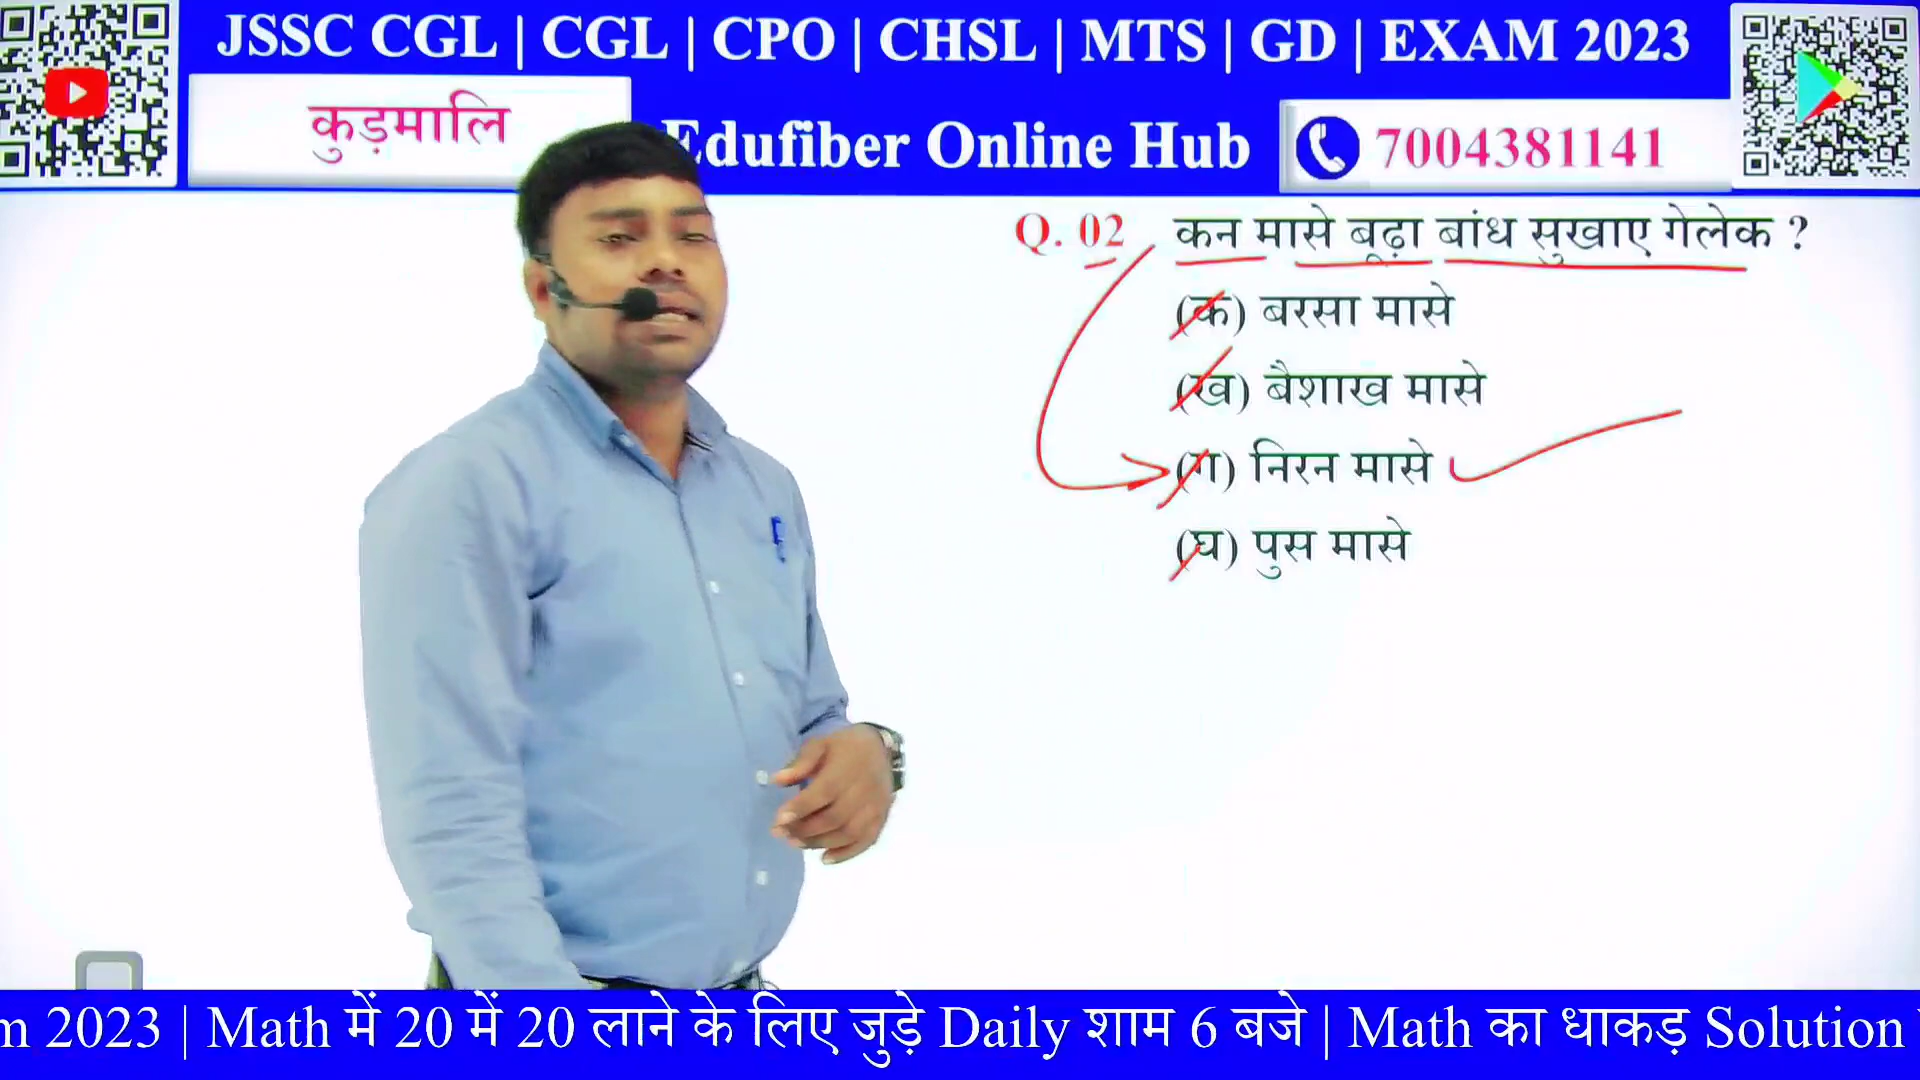 JSSC CGL | CGL | CPO | CHSL | MTS | GD | EXAM 2023
कुड़मालि
Edufiber Online Hub
7004381141
Q. 02 कन मासे बूढ़ा बांध सुखाए गेलेक ?
(क) बरसा मासे
(ख) बैशाख मासे
(ग) निरन मासे
(घ) पुस मासे
2023 | Math में 20 में 20 लाने के लिए जुड़े Daily शाम 6 बजे | Math का धाकड़ Solution